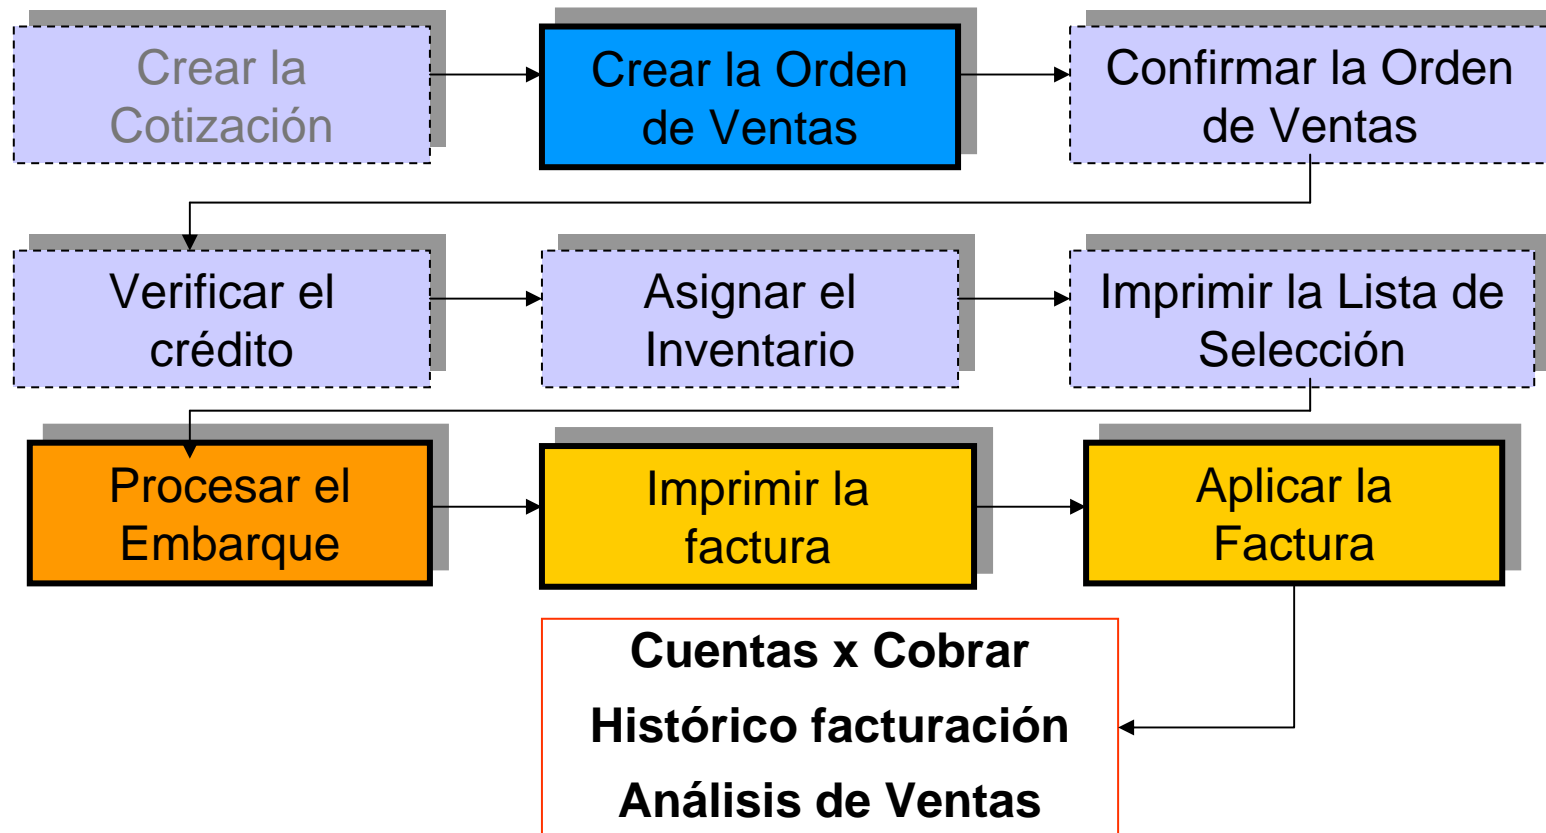 Crear la
Cotización
Crear la Orden
de Ventas
Confirmar la Orden
de Ventas
Verificar el
crédito
Asignar el
Inventario
Imprimir la Lista de
Selección
Procesar el
Embarque
Imprimir la
factura
Aplicar la
Factura
Cuentas x Cobrar
Histórico facturación
Análisis de Ventas